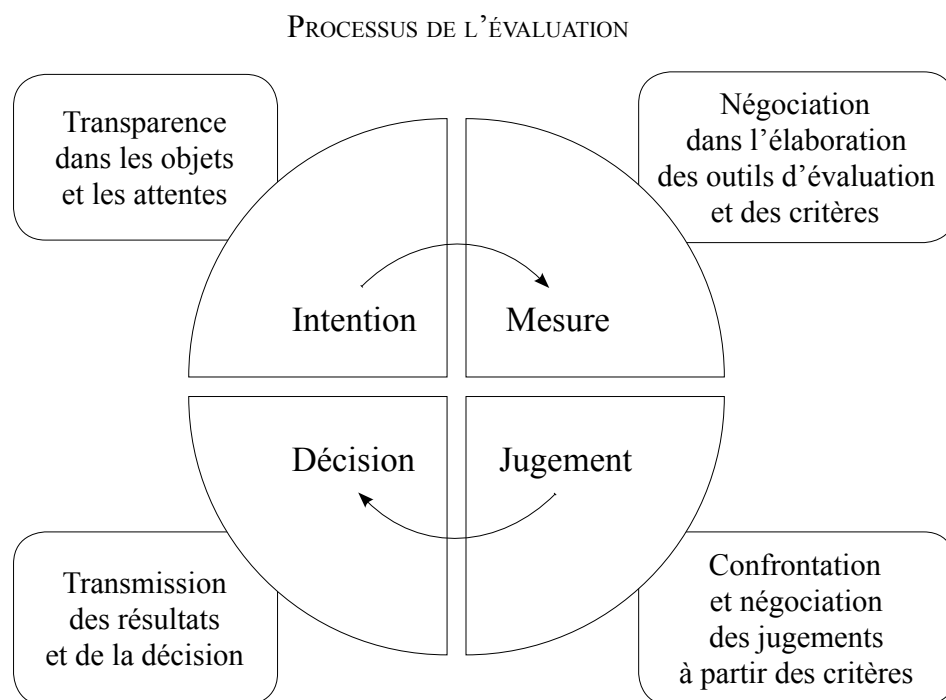 PROCESSUS DE L’ÉVALUATION
Transparence
dans les objets
et les attentes
Négociation
dans l’élaboration
des outils d’évaluation
et des critères
Intention
Mesure
Décision
Jugement
Transmission
des résultats
et de la décision
Confrontation
et négociation
des jugements
à partir des critères